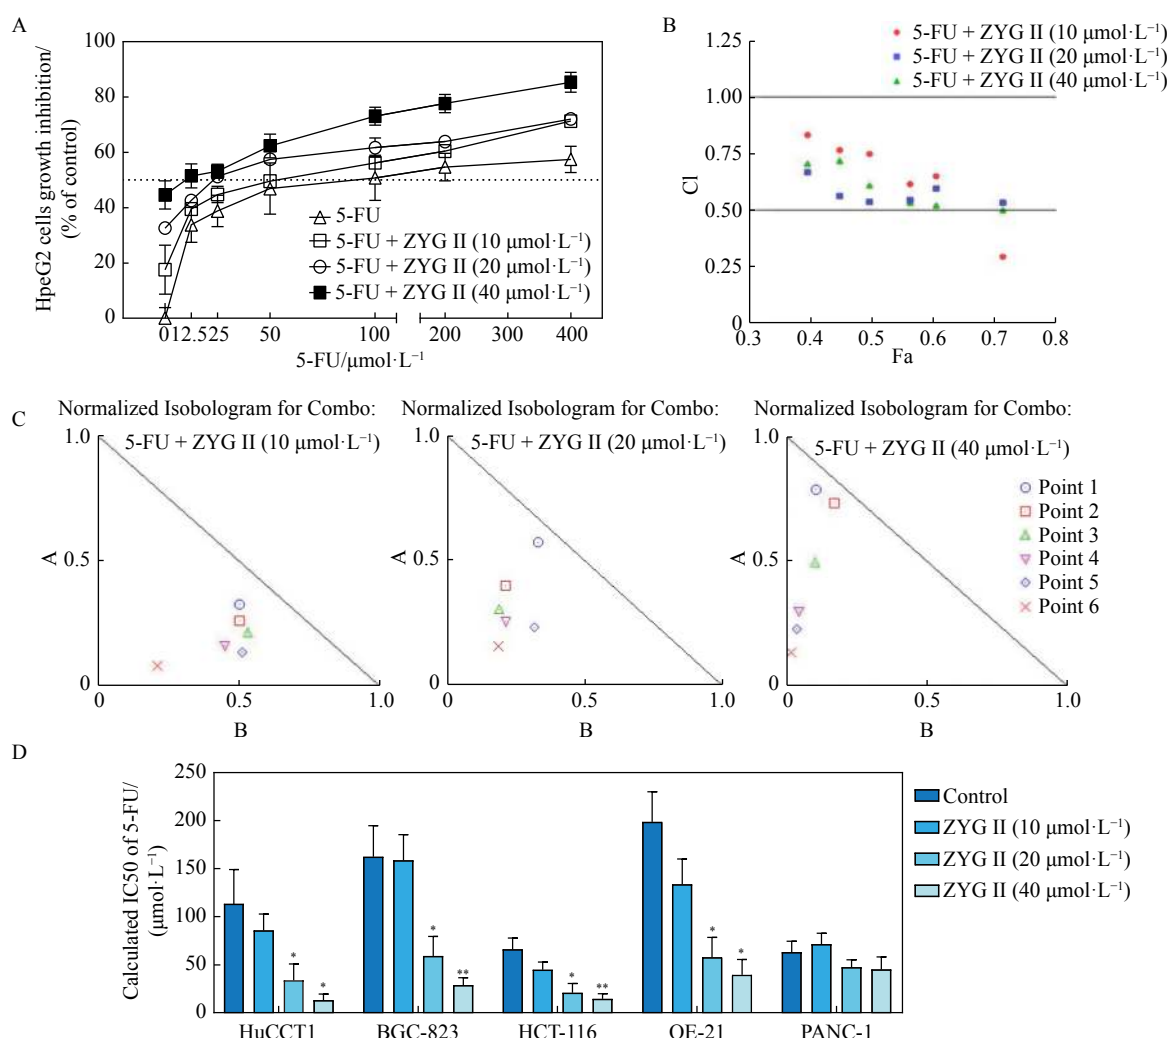 A
HpeG2 cells growth inhibition/
(% of control)
100
80
60
40
20
0
5-FU
5-FU + ZYG II (10 μmol·L⁻¹)
5-FU + ZYG II (20 μmol·L⁻¹)
5-FU + ZYG II (40 μmol·L⁻¹)
0 12.5 25 50 100 200 300 400
5-FU/μmol·L⁻¹
B
5-FU + ZYG II (10 μmol·L⁻¹)
5-FU + ZYG II (20 μmol·L⁻¹)
5-FU + ZYG II (40 μmol·L⁻¹)
CI
1.25
1.00
0.75
0.50
0.25
0
0.3 0.4 0.5 0.6 0.7 0.8
Fa
C
Normalized Isobologram for Combo:
5-FU + ZYG II (10 μmol·L⁻¹)
A
1.0
0.5
0
0 0.5 1.0
B
Normalized Isobologram for Combo:
5-FU + ZYG II (20 μmol·L⁻¹)
A
1.0
0.5
0
0 0.5 1.0
B
Normalized Isobologram for Combo:
5-FU + ZYG II (40 μmol·L⁻¹)
A
1.0
0.5
0
0 0.5 1.0
B
Point 1
Point 2
Point 3
Point 4
Point 5
Point 6
D
Calculated IC50 of 5-FU/
(μmol·L⁻¹)
250
200
150
100
50
0
* * * ** * ** * *
HuCCT1 BGC-823 HCT-116 OE-21 PANC-1
Control
ZYG II (10 μmol·L⁻¹)
ZYG II (20 μmol·L⁻¹)
ZYG II (40 μmol·L⁻¹)